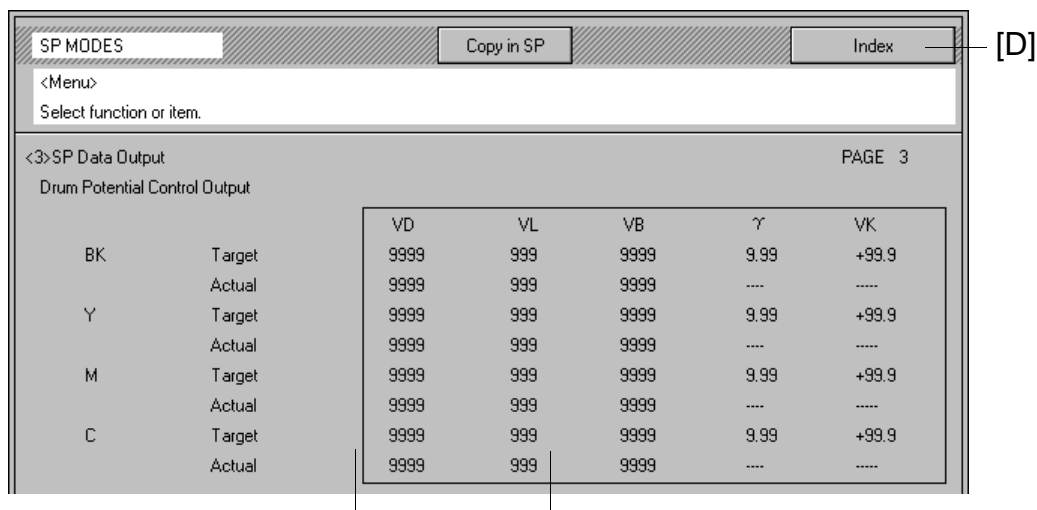 SP MODES Copy in SP Index [D]
<Menu>
Select function or item.
<3>SP Data Output PAGE 3
Drum Potential Control Output
VD VL VB γ VK
BK Target 9999 999 9999 9.99 +99.9
Actual 9999 999 9999 ---- -----
Y Target 9999 999 9999 9.99 +99.9
Actual 9999 999 9999 ---- -----
M Target 9999 999 9999 9.99 +99.9
Actual 9999 999 9999 ---- -----
C Target 9999 999 9999 9.99 +99.9
Actual 9999 999 9999 ---- -----